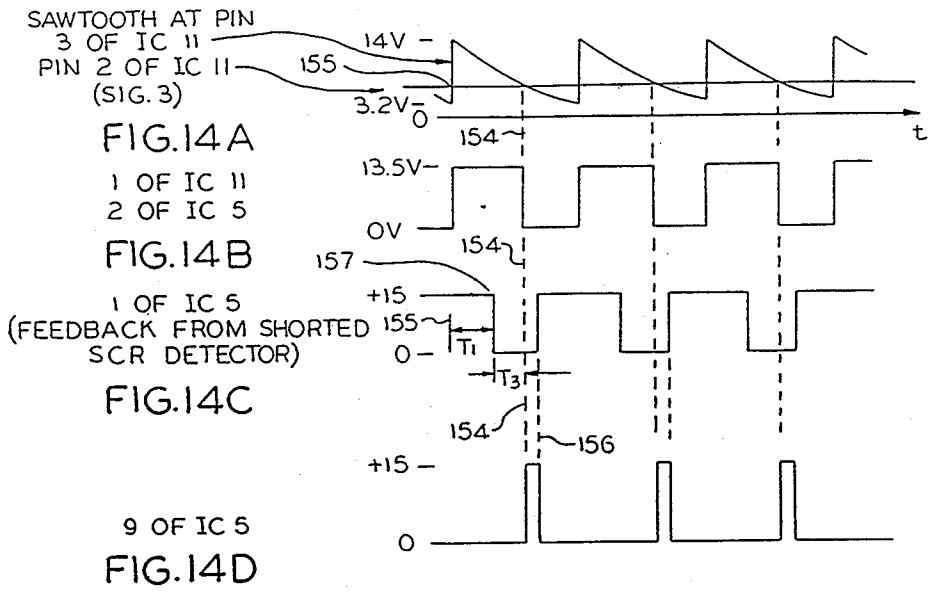 SAWTOOTH AT PIN
3 OF IC 11
PIN 2 OF IC 11
(SIG.3)
155
14V
3.2V
0
t
154
FIG.14A
1 OF IC 11
2 OF IC 5
13.5V
0V
FIG.14B
154
157
1 OF IC 5
(FEEDBACK FROM SHORTED
SCR DETECTOR)
+15
155
T1
0
T3
FIG.14C
154
156
+15
9 OF IC 5
0
FIG.14D